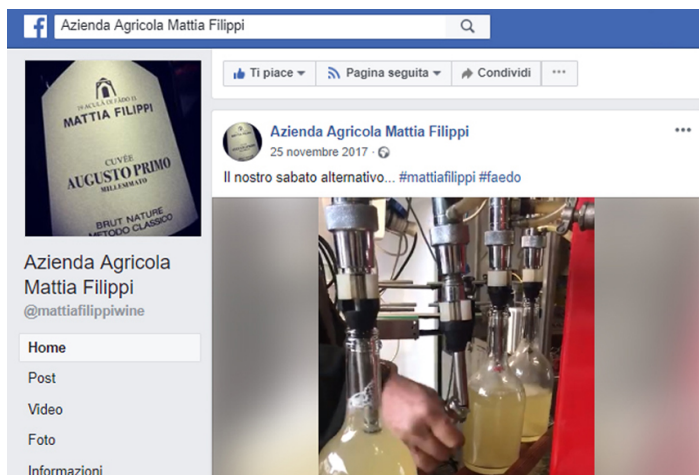 Azienda Agricola Mattia Filippi
Ti piace
Pagina seguita
Condividi
MATTIA FILIPPI
CUVÉE
AUGUSTO PRIMO
MILLESIMATO
BRUT NATURE
METODO CLASSICO
Azienda Agricola
Mattia Filippi
@mattiafilippiwine
Home
Post
Video
Foto
Informazioni
Azienda Agricola Mattia Filippi
25 novembre 2017
Il nostro sabato alternativo... #mattiafilippi #faedo